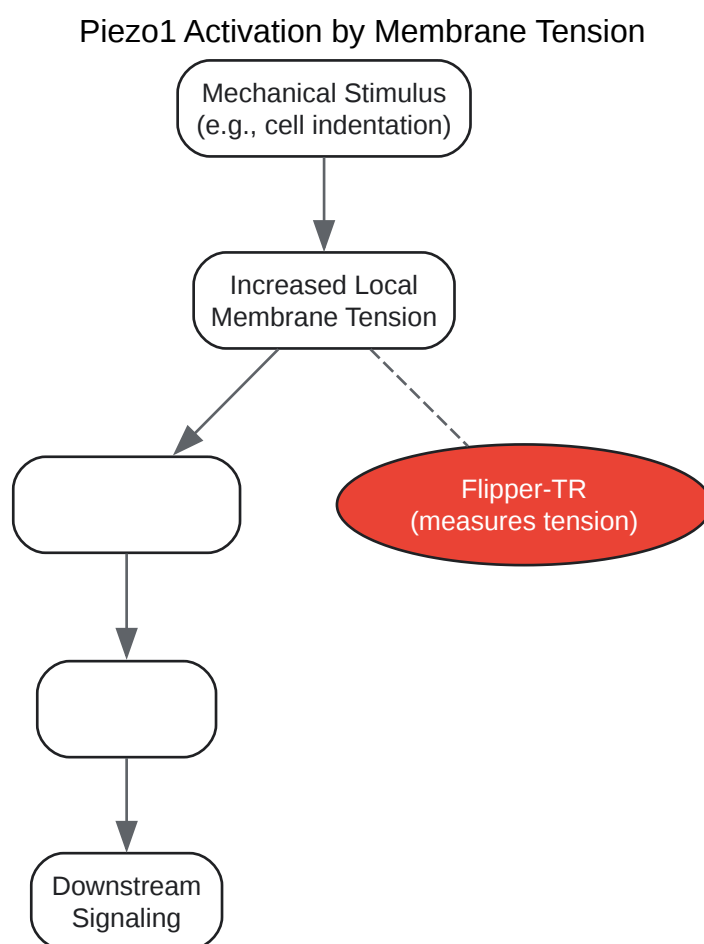 Piezo1 Activation by Membrane Tension
Mechanical Stimulus
(e.g., cell indentation)
Increased Local
Membrane Tension
Flipper-TR
(measures tension)
Downstream
Signaling